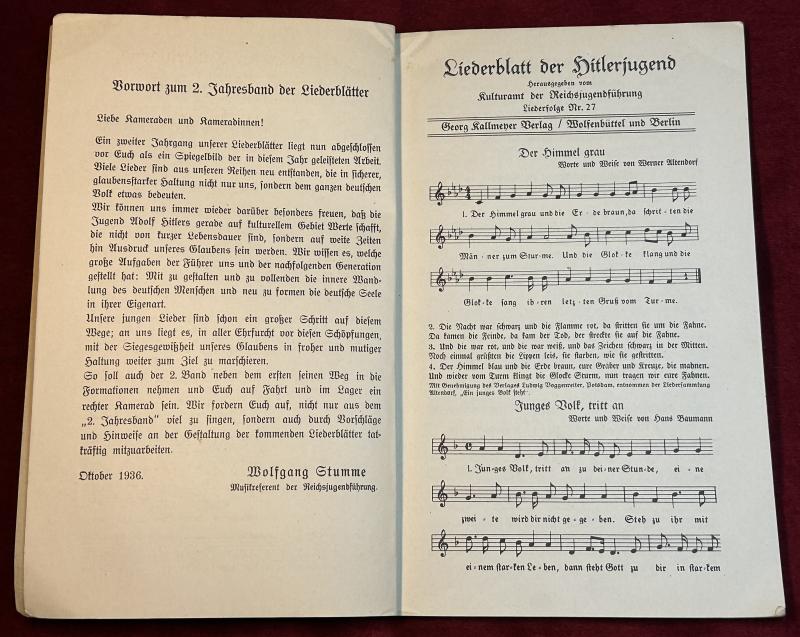 Vorwort zum 2. Jahresband der Liederblätter
Liebe Kameraden und Kameradinnen!
Ein zweiter Jahrgang unserer Liederblätter liegt nun abgeschlossen
vor Euch als ein Spiegelbild der in diesem Jahr geleisteten Arbeit.
Viele Lieder sind aus unseren Reihen neu entstanden, die in sicherer,
glaubensstarker Haltung nicht nur uns, sondern dem ganzen deutschen
Volk etwas bedeuten.
Wir können uns immer wieder darüber besonders freuen, daß die
Jugend Adolf Hitlers gerade auf kulturellem Gebiet Werte schafft,
die nicht von kurzer Lebensdauer sind, sondern auf weite Zeiten
hin Ausdruck unseres Glaubens sein werden. Wir wissen es, welche
große Aufgaben der Führer uns und der nachfolgenden Generation
gestellt hat: Mit zu gestalten und zu vollenden die innere Wand-
lung des deutschen Menschen und neu zu formen die deutsche Seele
in ihrer Eigenart.
Unsere jungen Lieder sind schon ein großer Schritt auf diesem
Wege; an uns liegt es, in aller Ehrfurcht vor diesen Schöpfungen,
mit der Siegesgewißheit unseres Glaubens in froher und mutiger
Haltung weiter zum Ziel zu marschieren.
So soll auch der 2. Band neben dem ersten seinen Weg in die
Formationen nehmen und Euch auf Fahrt und im Lager ein
rechter Kamerad sein. Wir fordern Euch auf, nicht nur aus dem
„2. Jahresband" viel zu singen, sondern auch durch Vorschläge
und Hinweise an der Gestaltung der kommenden Liederblätter tat-
kräftig mitzuarbeiten.
Oktober 1936.
Wolfgang Stumme
Musikreferent der Reichsjugendführung.
Liederblatt der Hitlerjugend
Herausgegeben vom
Kulturamt der Reichsjugendführung
Liederfolge Nr. 27
Georg Kallmeyer Verlag / Wolfenbüttel und Berlin
Der Himmel grau
Worte und Weise von Werner Altendorf
1. Der Himmel grau und die Er-de braun, da schrit-ten die
Män-ner zum Stur-me. Und die Glok-ke klang und die
Glok-ke sang ih-ren letz-ten Gruß vom Tur-me.
2. Die Nacht war schwarz und die Flamme rot, da stritten sie um die Fahne.
Da kamen die Feinde, da kam der Tod, der streckte sie auf die Fahne.
3. Und die war rot, und die war weiß, und das Zeichen schwarz in der Mitten.
Noch einmal grüßten die Lippen leis, sie starben, wie sie gestritten.
4. Der Himmel blau und die Erde braun, eure Gräber und Kreuze, die mahnen.
Und wieder vom Turm klingt die Glocke Sturm, nun tragen wir eure Fahnen.
Mit Genehmigung des Verlages Ludwig Voggenreiter, Potsdam, entnommen der Liedersammlung
Altendorf, „Ein junges Volk steht".
Junges Volk, tritt an
Worte und Weise von Hans Baumann
1. Jun-ges Volk, tritt an zu dei-ner Stun-de, ei-ne
zwei-te wird dir nicht ge-ge-ben. Steh zu ihr mit
ei-nem star-ken Le-ben, dann steht Gott zu dir in star-kem